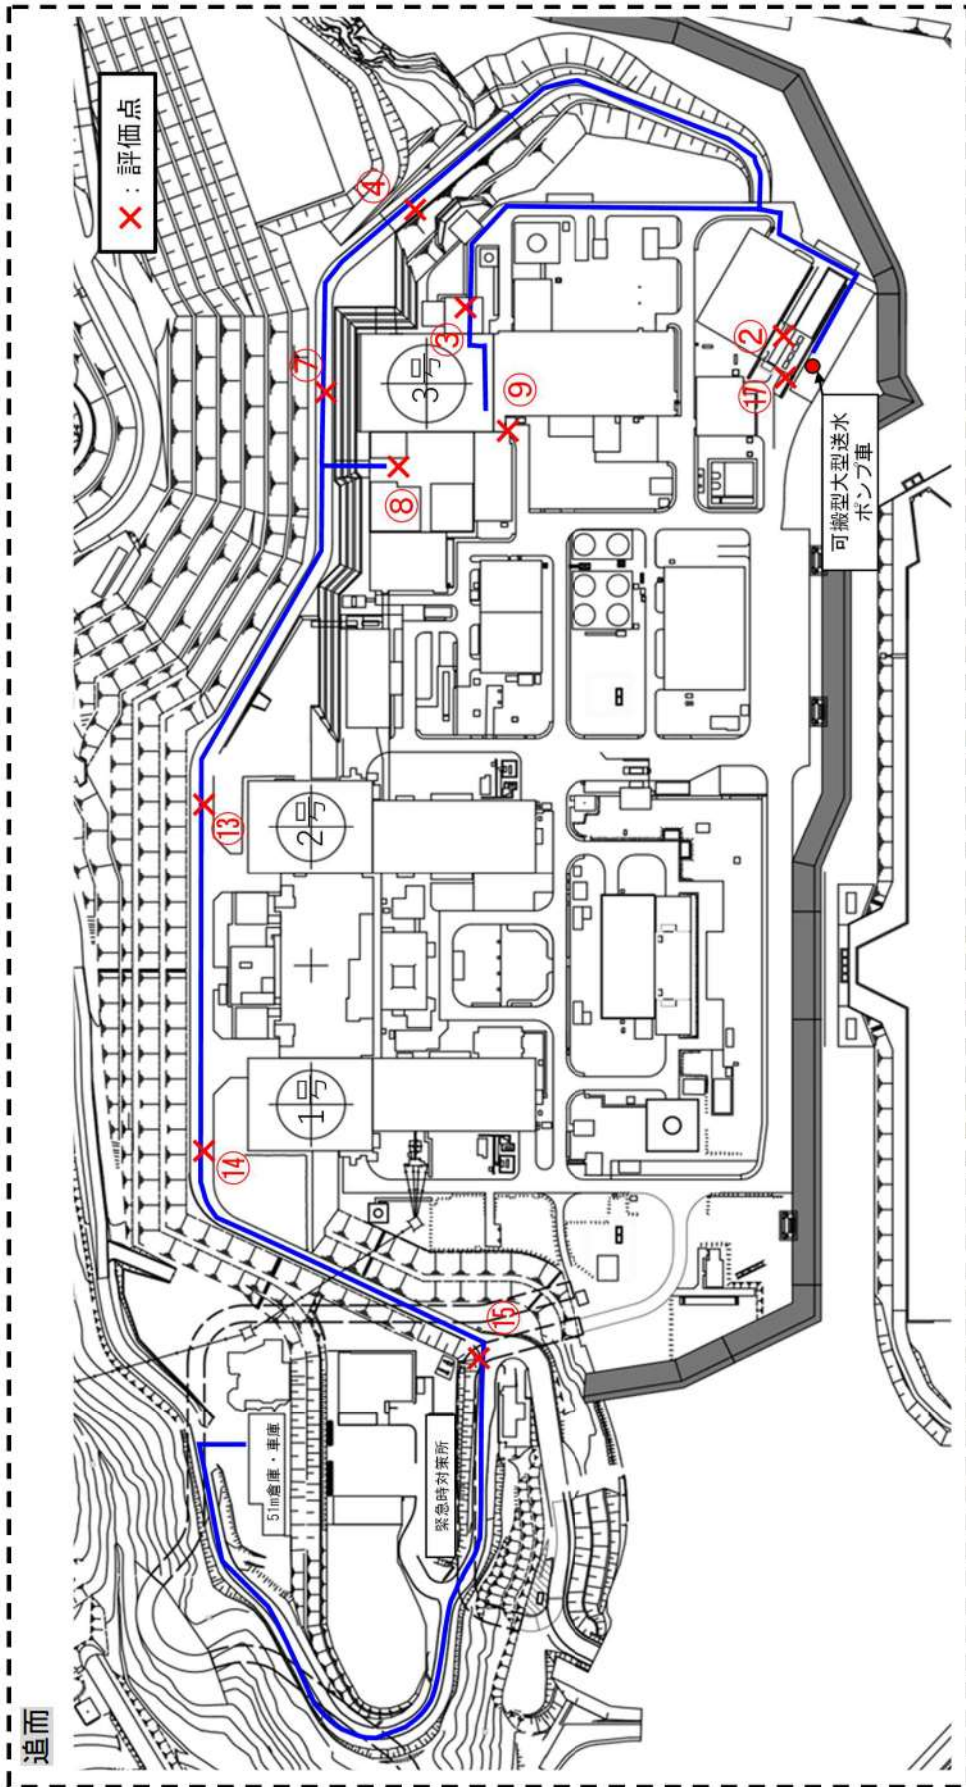 追而
×：評価点
⑭
⑬
⑦
④
51m倉庫・車庫
1号
2号
3号
⑧
③
緊急時対策所
⑮
⑨
②
可搬型大型送水
ポンプ車